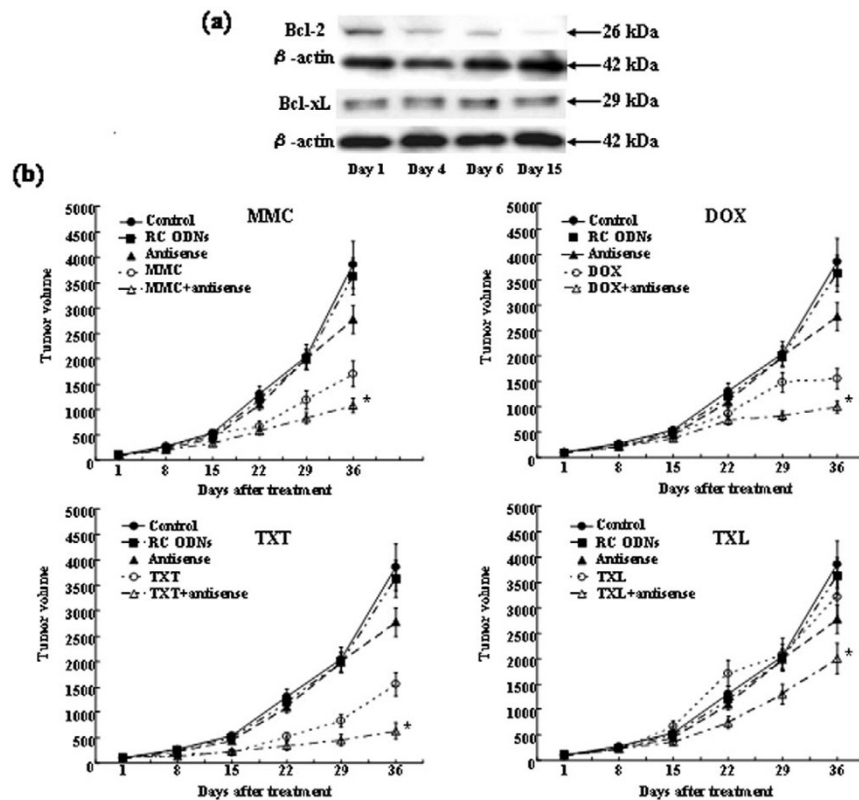 (a)
Bcl-2
26 kDa
β-actin
42 kDa
Bcl-xL
29 kDa
β-actin
42 kDa
Day 1 Day 4 Day 6 Day 15
(b)
MMC
Tumor volume
5000
4500
4000
3500
3000
2500
2000
1500
1000
500
0
Control
RC ODNs
Antisense
MMC
MMC+antisense
*
1 8 15 22 29 36
Days after treatment
DOX
Tumor volume
5000
4500
4000
3500
3000
2500
2000
1500
1000
500
0
Control
RC ODNs
Antisense
DOX
DOX+antisense
*
1 8 15 22 29 36
Days after treatment
TXT
Tumor volume
5000
4500
4000
3500
3000
2500
2000
1500
1000
500
0
Control
RC ODNs
Antisense
TXT
TXT+antisense
*
1 8 15 22 29 36
Days after treatment
TXL
Tumor volume
5000
4500
4000
3500
3000
2500
2000
1500
1000
500
0
Control
RC ODNs
Antisense
TXL
TXL+antisense
*
1 8 15 22 29 36
Days after treatment